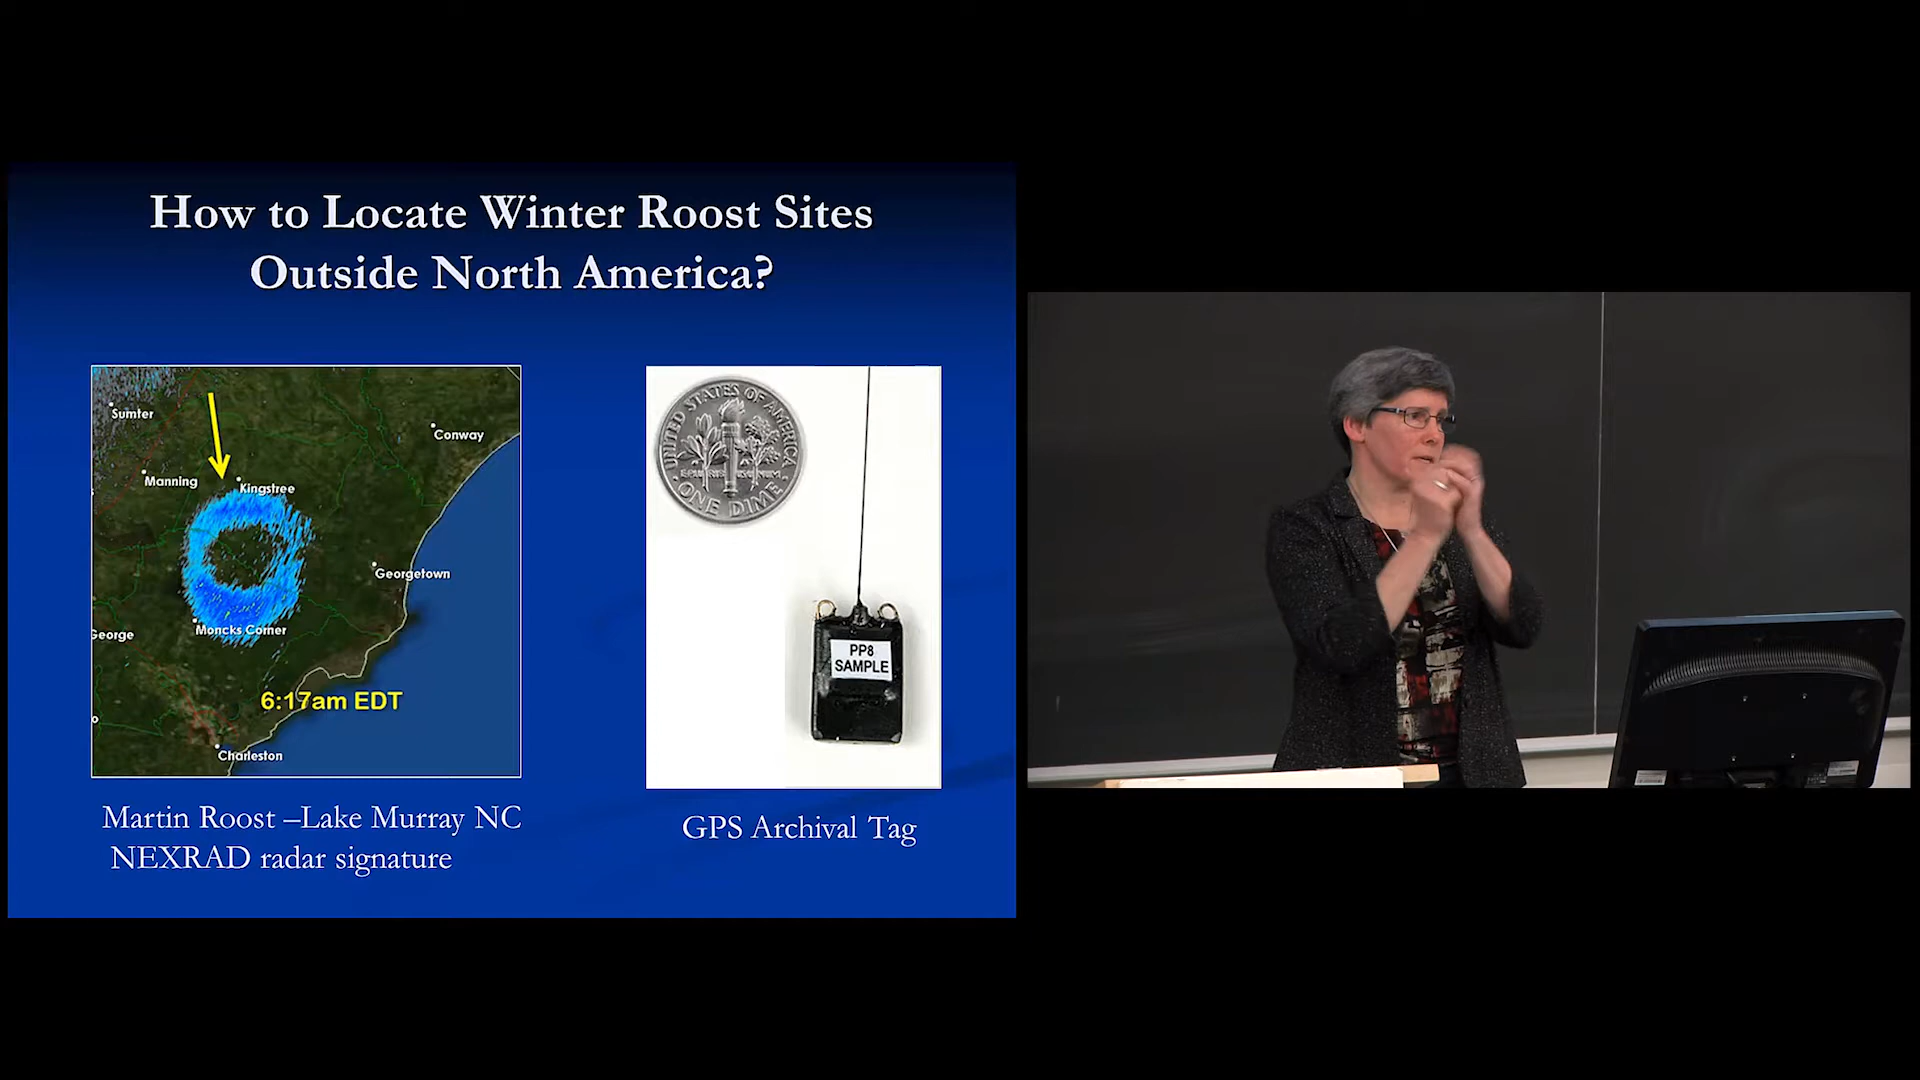 How to Locate Winter Roost Sites
Outside North America?
Sumter
Conway
Manning
Kingstree
Georgetown
George
Moncks Corner
6:17am EDT
Charleston
UNITED STATES OF AMERICA
ONE DIME
PP8
SAMPLE
Martin Roost –Lake Murray NC
NEXRAD radar signature
GPS Archival Tag